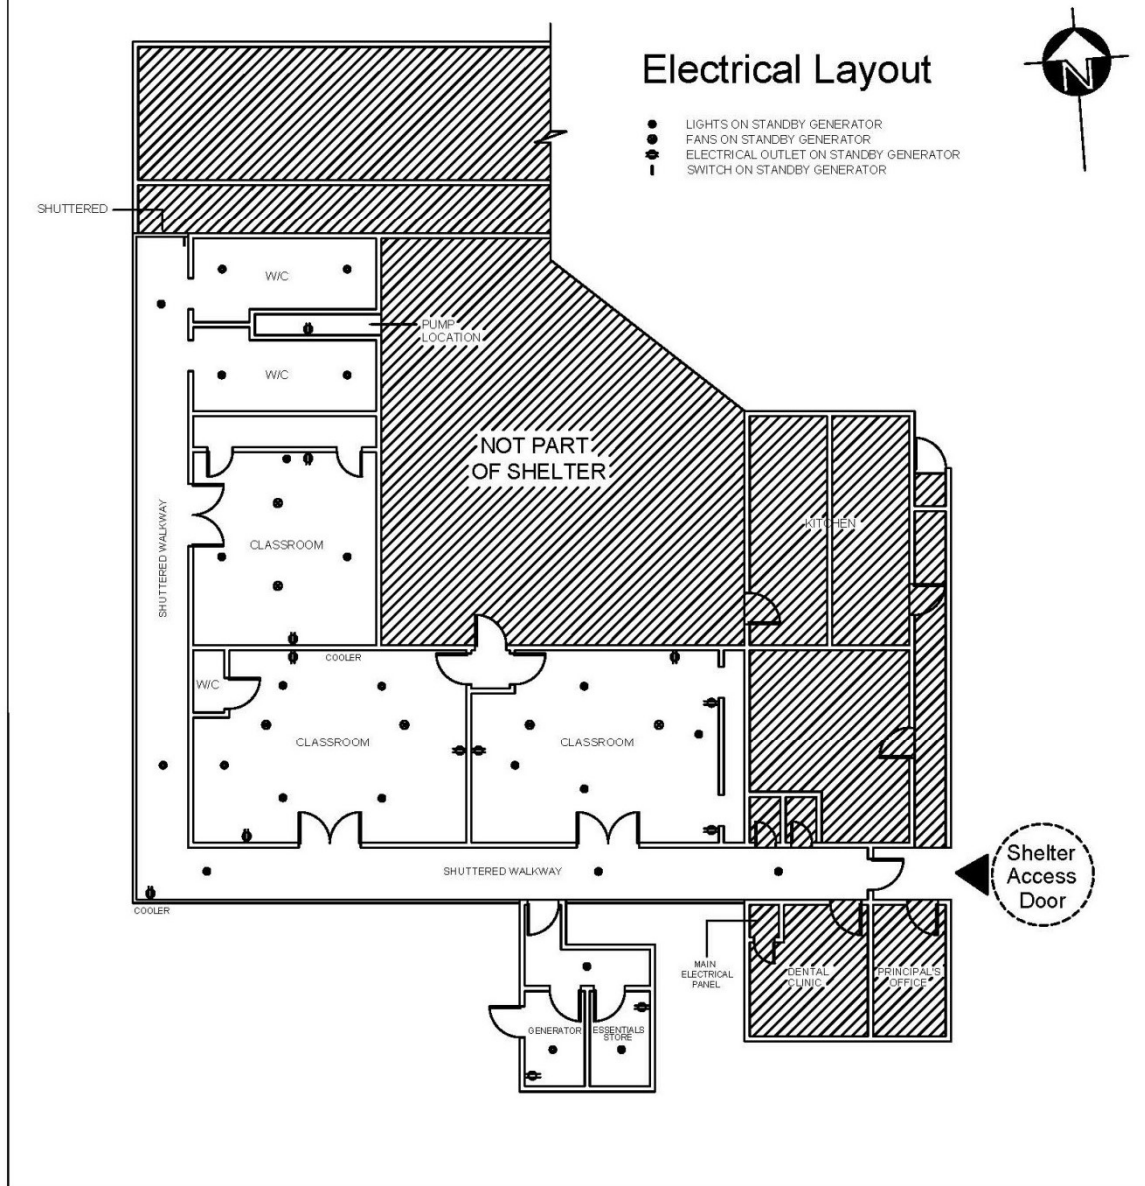 Electrical Layout
N
LIGHTS ON STANDBY GENERATOR
FANS ON STANDBY GENERATOR
ELECTRICAL OUTLET ON STANDBY GENERATOR
SWITCH ON STANDBY GENERATOR
SHUTTERED
W/C
PUMP
LOCATION
W/C
NOT PART
OF SHELTER
KITCHEN
SHUTTERED WALKWAY
CLASSROOM
COOLER
W/C
CLASSROOM
CLASSROOM
SHUTTERED WALKWAY
Shelter
Access
Door
COOLER
MAIN
ELECTRICAL
PANEL
DENTAL
CLINIC
PRINCIPAL'S
OFFICE
GENERATOR
ESSENTIALS
STORE